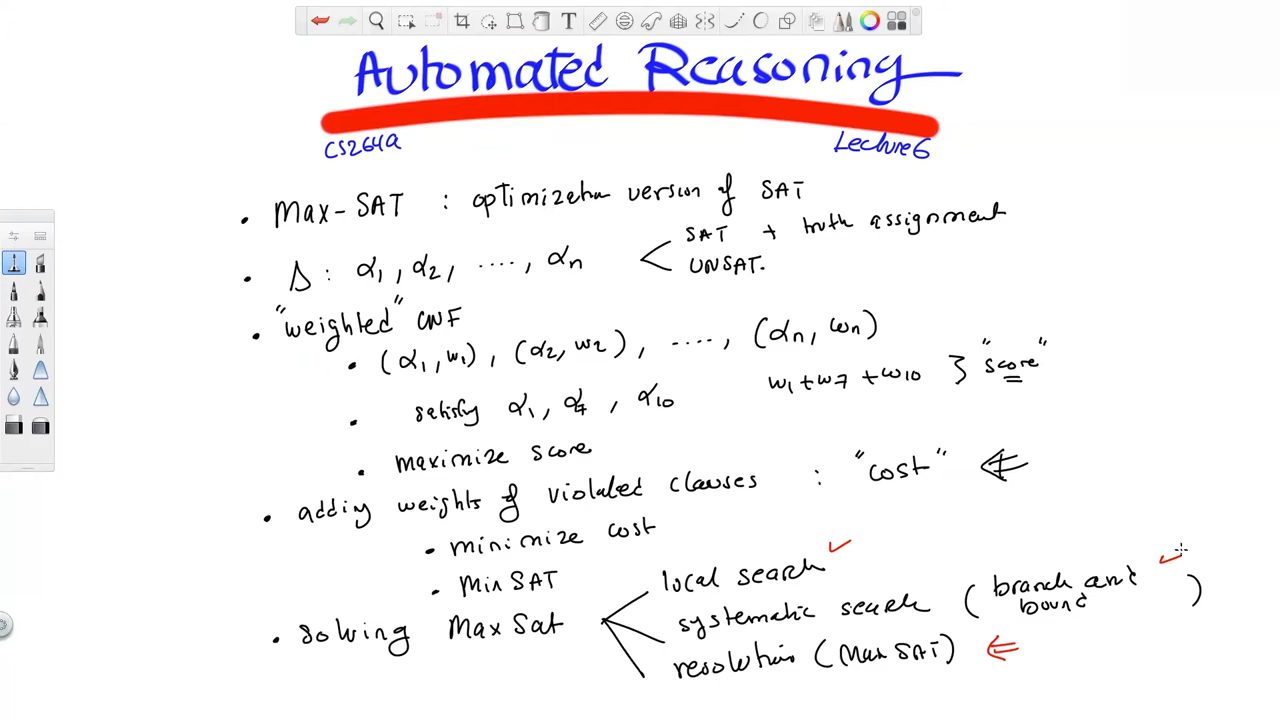 Automated Reasoning
CS264a Lecture 6
• Max-SAT : optimization version of SAT
• Δ : α1, α2, ...., αn < SAT + truth assignment
UNSAT.
• "weighted" CNF
• (α1, w1), (α2, w2), ...., (αn, wn)
• satisfy α1, α7, α10 w1 + w7 + w10 } "score"
• maximize score
• adding weights of violated clauses : "cost" ⇐
• minimize cost
• MinSAT
• solving MaxSat
local search ✓
systematic search (branch and bound) ✓
resolution (MaxSAT) ⇐